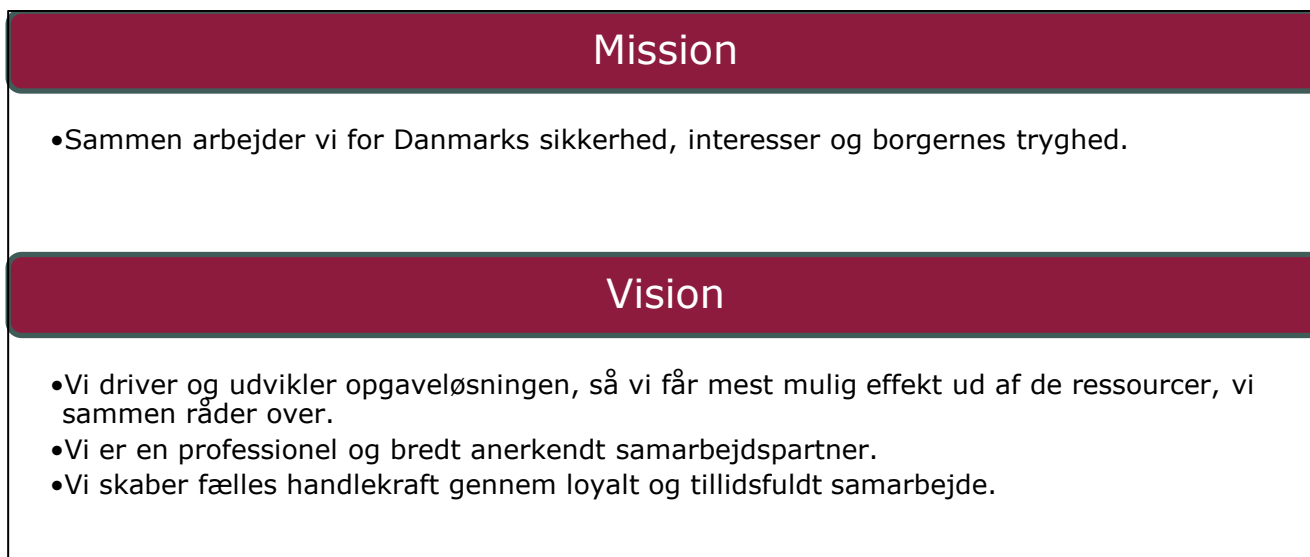 Mission
•Sammen arbejder vi for Danmarks sikkerhed, interesser og borgernes tryghed.
Vision
•Vi driver og udvikler opgaveløsningen, så vi får mest mulig effekt ud af de ressourcer, vi
sammen råder over.
•Vi er en professionel og bredt anerkendt samarbejdspartner.
•Vi skaber fælles handlekraft gennem loyalt og tillidsfuldt samarbejde.